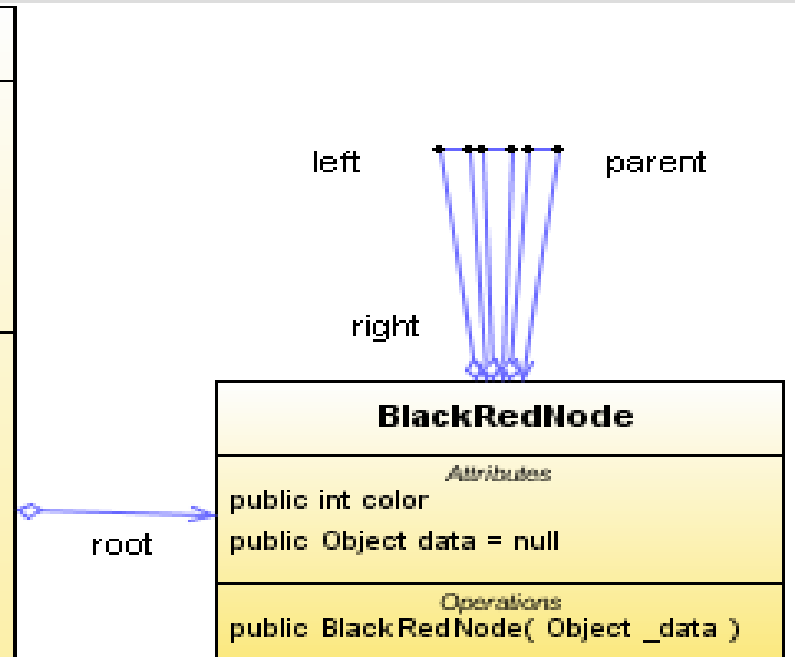 left
parent
right
BlackRedNode
Attributes
public int color
public Object data = null
root
Operations
public BlackRedNode( Object _data )